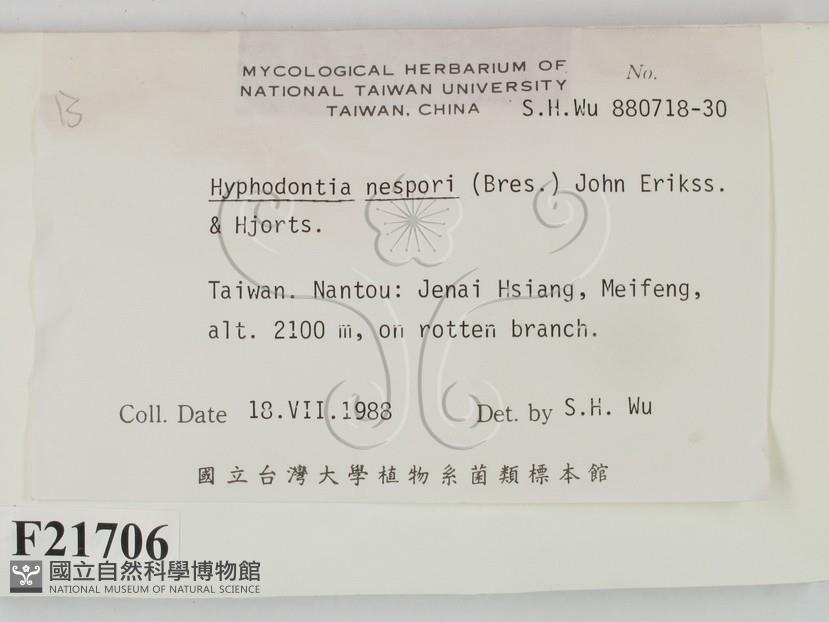 B
MYCOLOGICAL HERBARIUM OF
NATIONAL TAIWAN UNIVERSITY
TAIWAN, CHINA
No.
S.H.Wu 880718-30
Hyphodontia nespori (Bres.) John Erikss.
& Hjorts.
Taiwan. Nantou: Jenai Hsiang, Meifeng,
alt. 2100 m, on rotten branch.
Coll. Date 18.VII.1988 Det. by S.H. Wu
國立台灣大學植物系菌類標本館
F21706
國立自然科學博物館
NATIONAL MUSEUM OF NATURAL SCIENCE